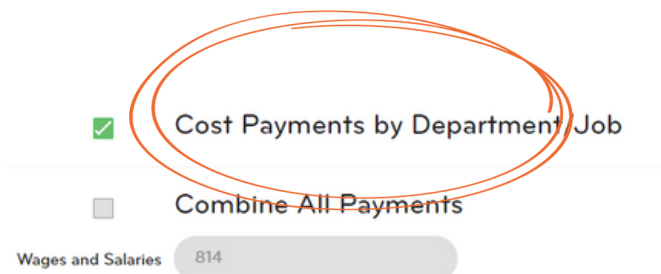 Cost Payments by Department/Job
Combine All Payments
Wages and Salaries 814